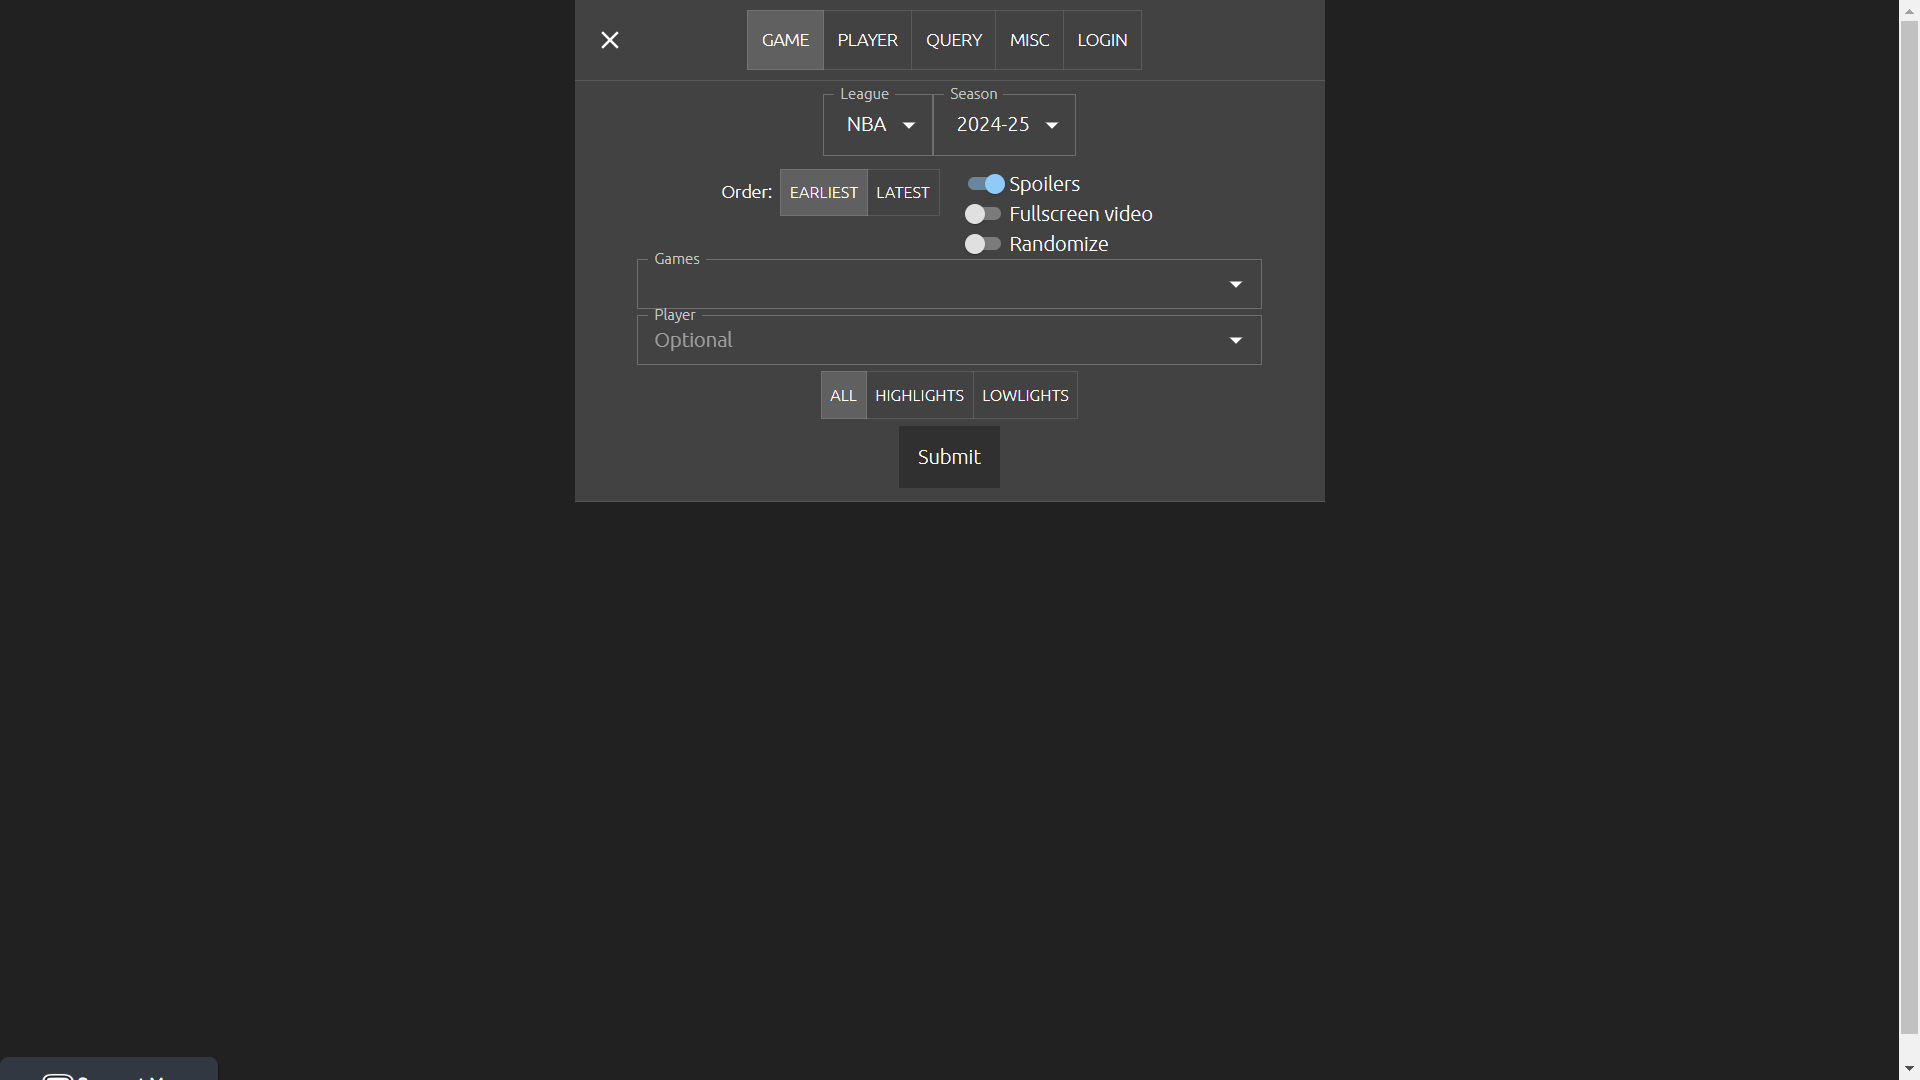 GAME PLAYER QUERY MISC LOGIN
League Season
NBA 2024-25
Order: EARLIEST LATEST
Spoilers
Fullscreen video
Randomize
Games
Player
Optional
ALL HIGHLIGHTS LOWLIGHTS
Submit